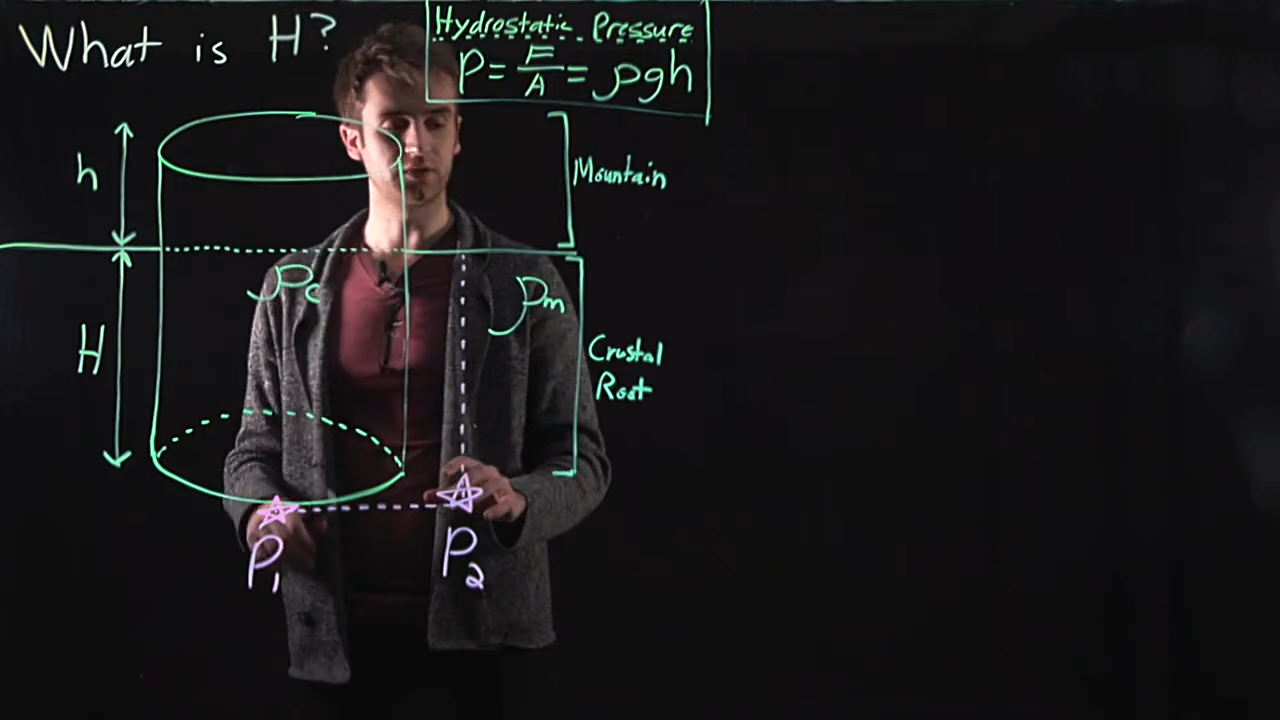 What is H?
Hydrostatic Pressure
P = F/A = ρgh
h
Mountain
ρc
ρm
H
Crustal
Root
P1
P2